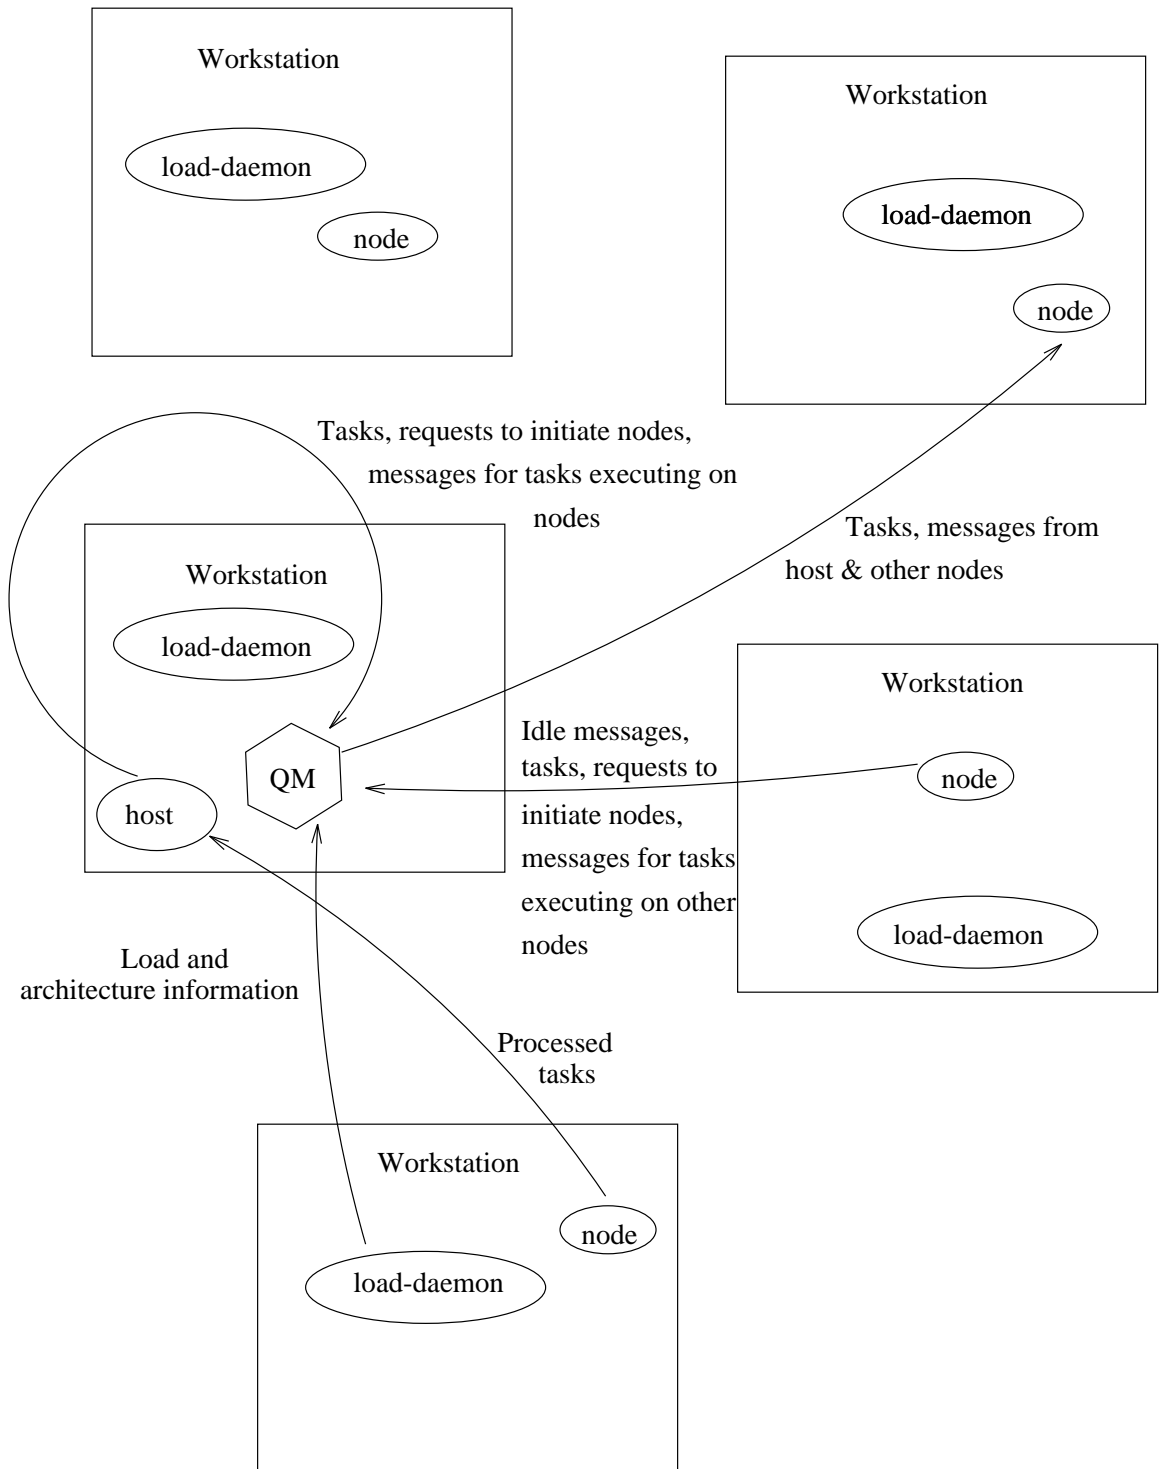 Workstation
load-daemon
node
Workstation
load-daemon
node
Tasks, requests to initiate nodes,
messages for tasks executing on
nodes
Tasks, messages from
host & other nodes
Workstation
load-daemon
QM
host
Idle messages,
tasks, requests to
initiate nodes,
messages for tasks
executing on other
nodes
Workstation
node
load-daemon
Load and
architecture information
Processed
tasks
Workstation
node
load-daemon